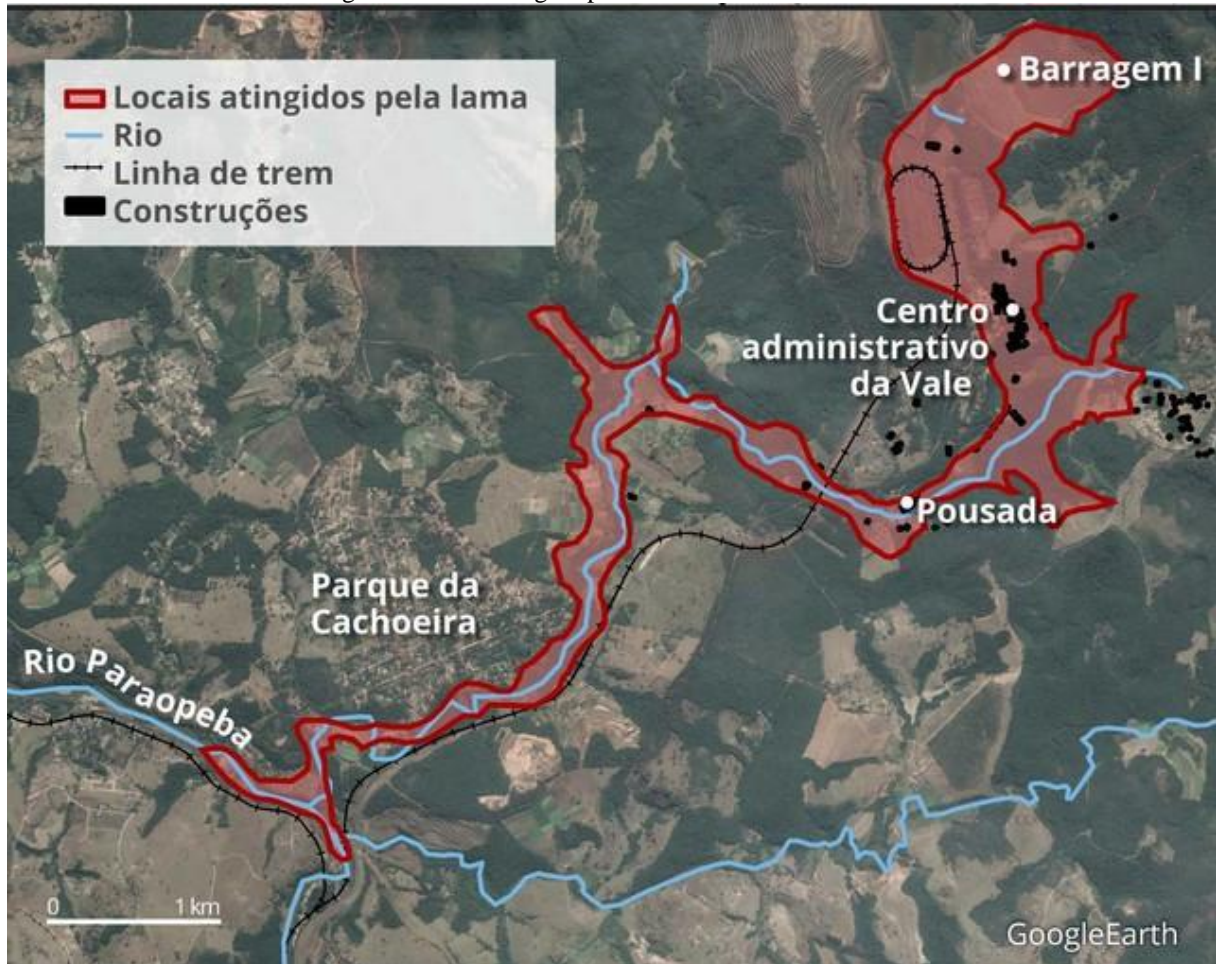 Locais atingidos pela lama
Rio
Linha de trem
Construções
Barragem I
Centro
administrativo
da Vale
Pousada
Parque da
Cachoeira
Rio Paraopeba
0 1 km
GoogleEarth